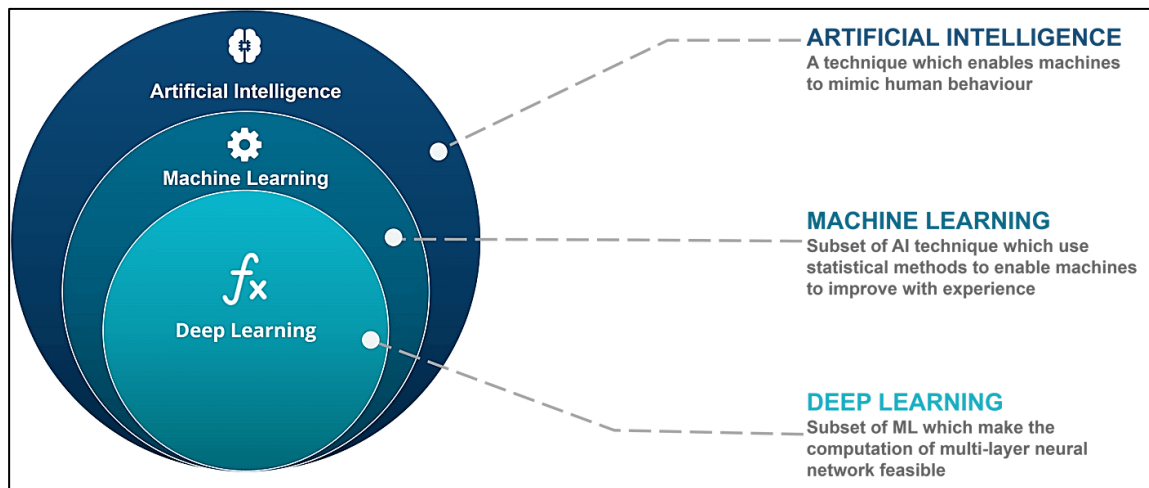 Artificial Intelligence
Machine Learning
fx
Deep Learning
ARTIFICIAL INTELLIGENCE
A technique which enables machines
to mimic human behaviour
MACHINE LEARNING
Subset of AI technique which use
statistical methods to enable machines
to improve with experience
DEEP LEARNING
Subset of ML which make the
computation of multi-layer neural
network feasible